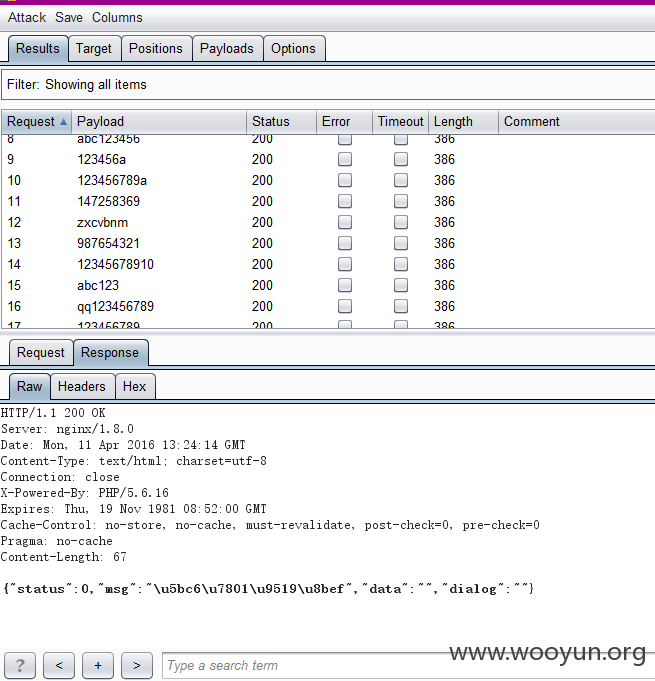 Attack Save Columns
Results Target Positions Payloads Options
Filter: Showing all items
Request Payload Status Error Timeout Length Comment
8 abc123456 200 386
9 123456a 200 386
10 123456789a 200 386
11 147258369 200 386
12 zxcvbnm 200 386
13 987654321 200 386
14 12345678910 200 386
15 abc123 200 386
16 qq123456789 200 386
17 123456789. 200 386
Request Response
Raw Headers Hex
HTTP/1.1 200 OK
Server: nginx/1.8.0
Date: Mon, 11 Apr 2016 13:24:14 GMT
Content-Type: text/html; charset=utf-8
Connection: close
X-Powered-By: PHP/5.6.16
Expires: Thu, 19 Nov 1981 08:52:00 GMT
Cache-Control: no-store, no-cache, must-revalidate, post-check=0, pre-check=0
Pragma: no-cache
Content-Length: 67
{"status":0,"msg":"\u5bc6\u7801\u9519\u8bef","data":"","dialog":""}
? < + > Type a search term
www.wooyun.org